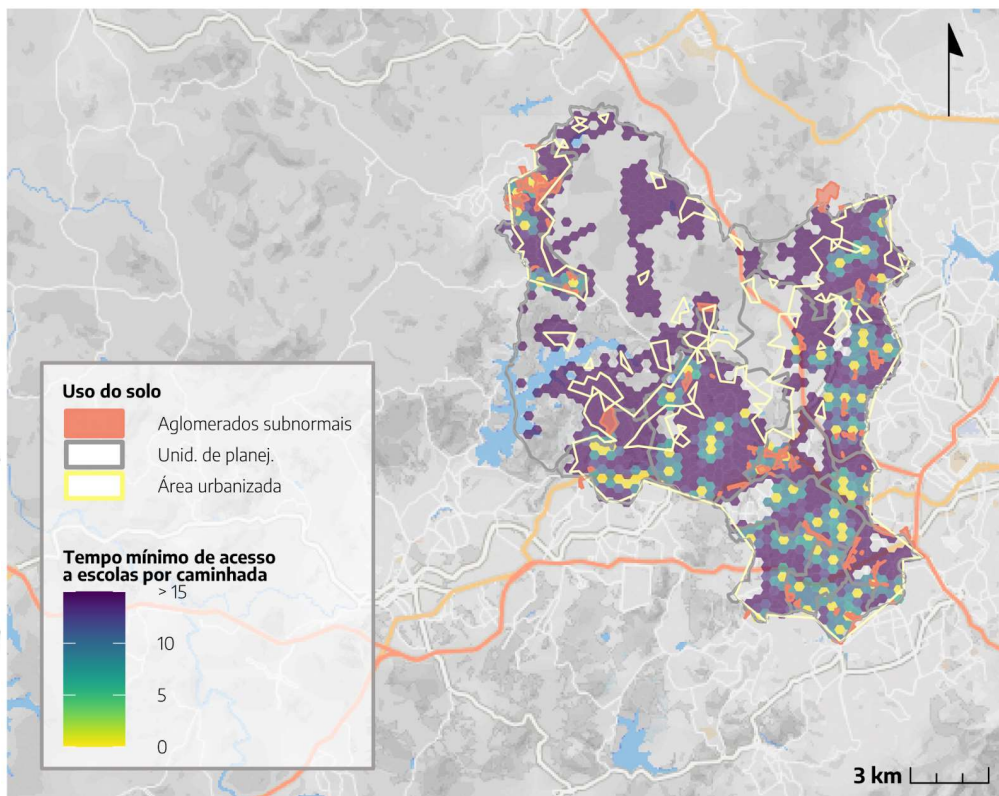 Uso do solo
Aglomerados subnormais
Unid. de planej.
Área urbanizada
Tempo mínimo de acesso
a escolas por caminhada
> 15
10
5
0
3 km